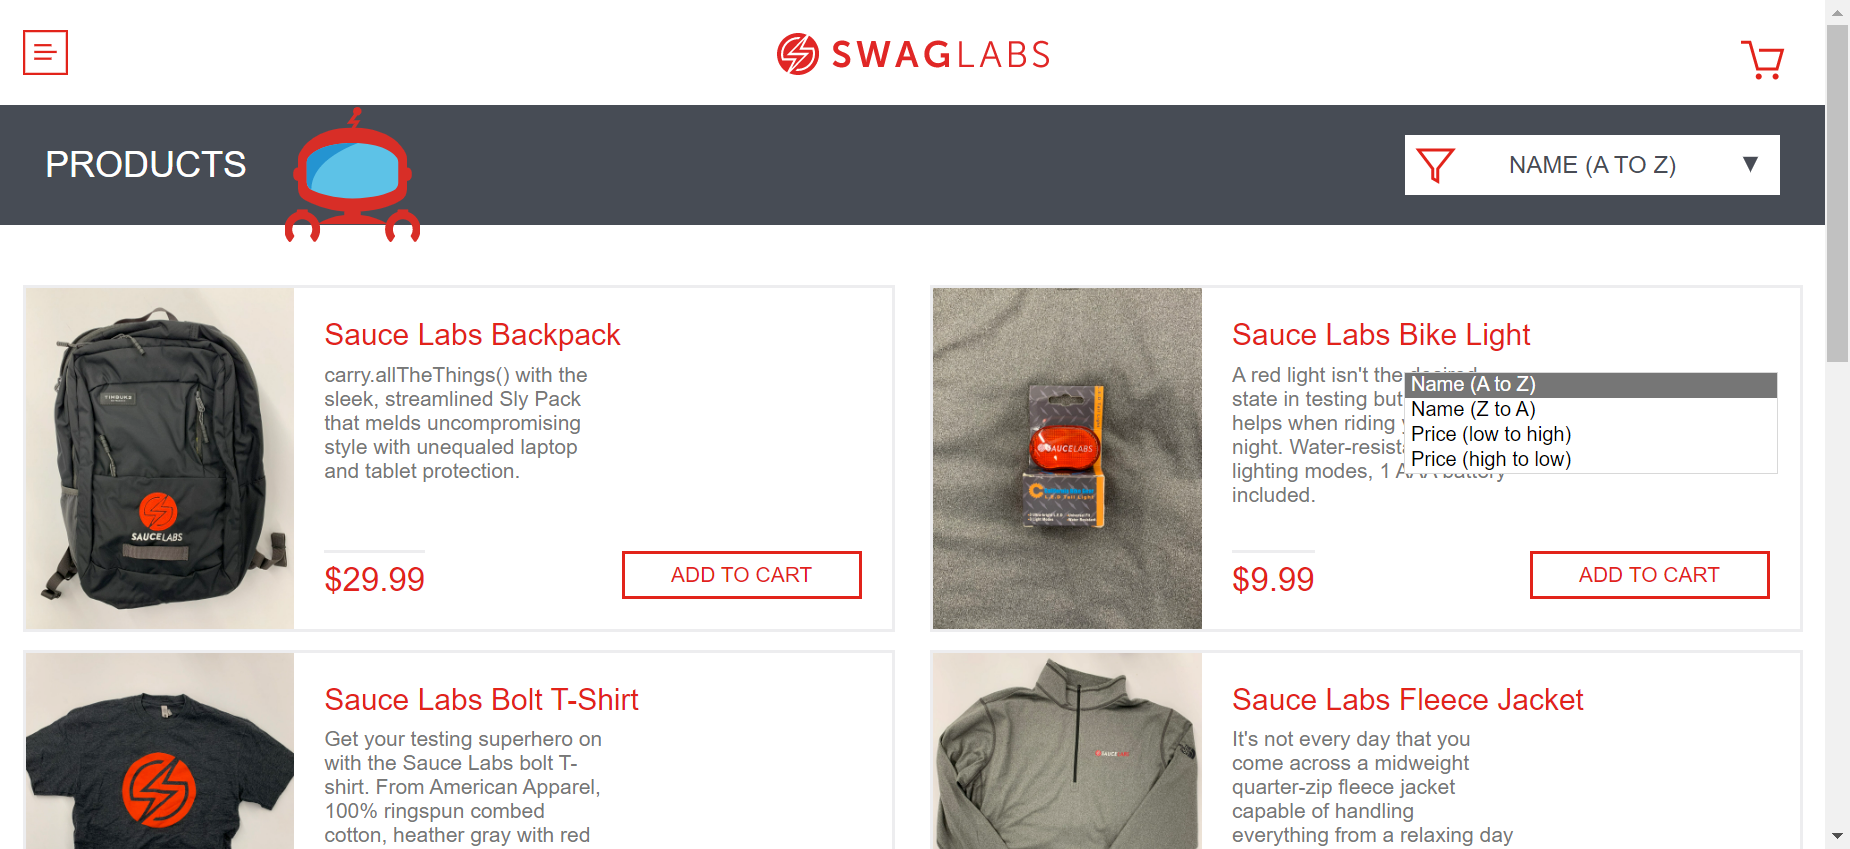 SWAGLABS
PRODUCTS
NAME (A TO Z)
Sauce Labs Backpack
carry.allTheThings() with the
sleek, streamlined Sly Pack
that melds uncompromising
style with unequaled laptop
and tablet protection.
$29.99
ADD TO CART
SAUCELABS
Sauce Labs Bike Light
A red light isn't the desired
state in testing but
helps when riding
night. Water-resist
lighting modes, 1 AAA battery
included.
Name (A to Z)
Name (Z to A)
Price (low to high)
Price (high to low)
$9.99
ADD TO CART
SAUCELABS
Sauce Labs Bolt T-Shirt
Get your testing superhero on
with the Sauce Labs bolt T-
shirt. From American Apparel,
100% ringspun combed
cotton, heather gray with red
Sauce Labs Fleece Jacket
It's not every day that you
come across a midweight
quarter-zip fleece jacket
capable of handling
everything from a relaxing day
SAUCELABS